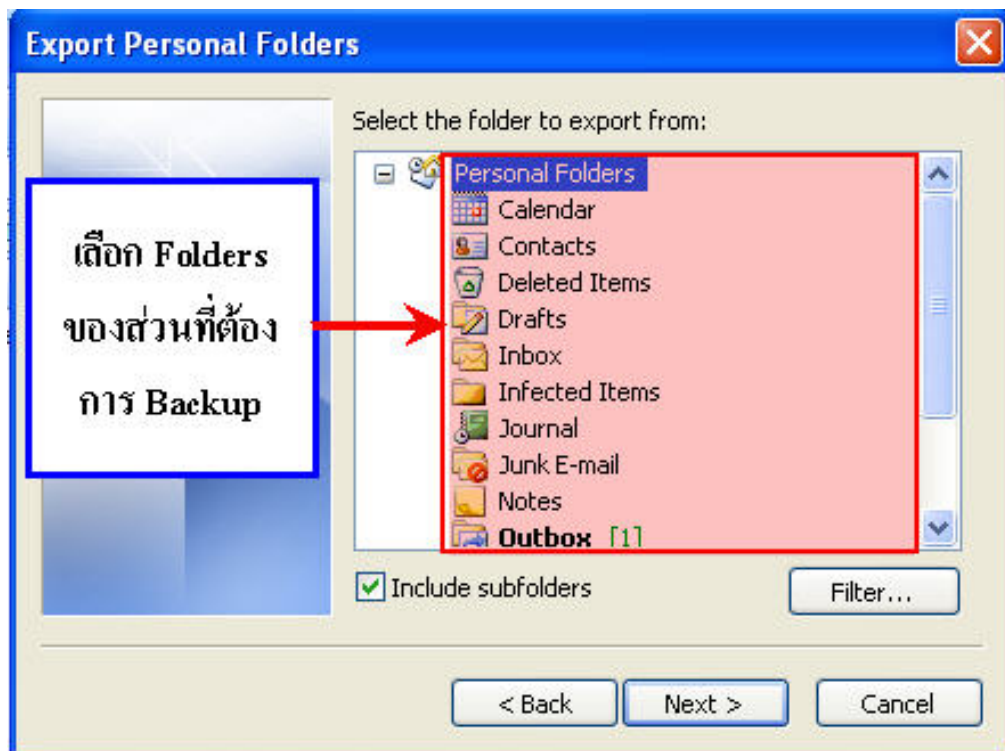 Export Personal Folders
Select the folder to export from:
Personal Folders
Calendar
Contacts
Deleted Items
Drafts
Inbox
Infected Items
Journal
Junk E-mail
Notes
Outbox [1]
เลือก Folders
ของส่วนที่ต้อง
การ Backup
Include subfolders
Filter...
< Back
Next >
Cancel